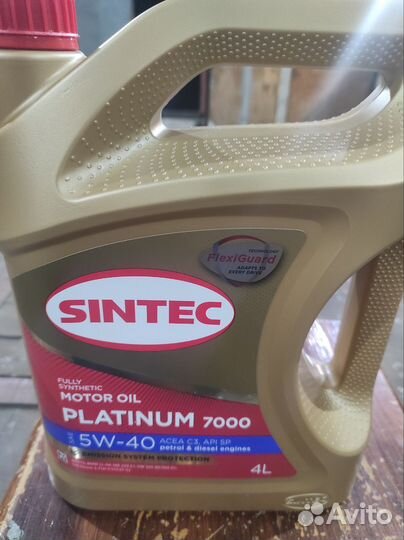 TECHNOLOGY
FlexiGuard
ADAPTS TO
EVERY DRIVE
SINTEC
FULLY
SYNTHETIC
MOTOR OIL
PLATINUM 7000
SAE 5W-40 ACEA C3, API SP
petrol & diesel engines
EMISSION SYSTEM PROTECTION
4L
Avito